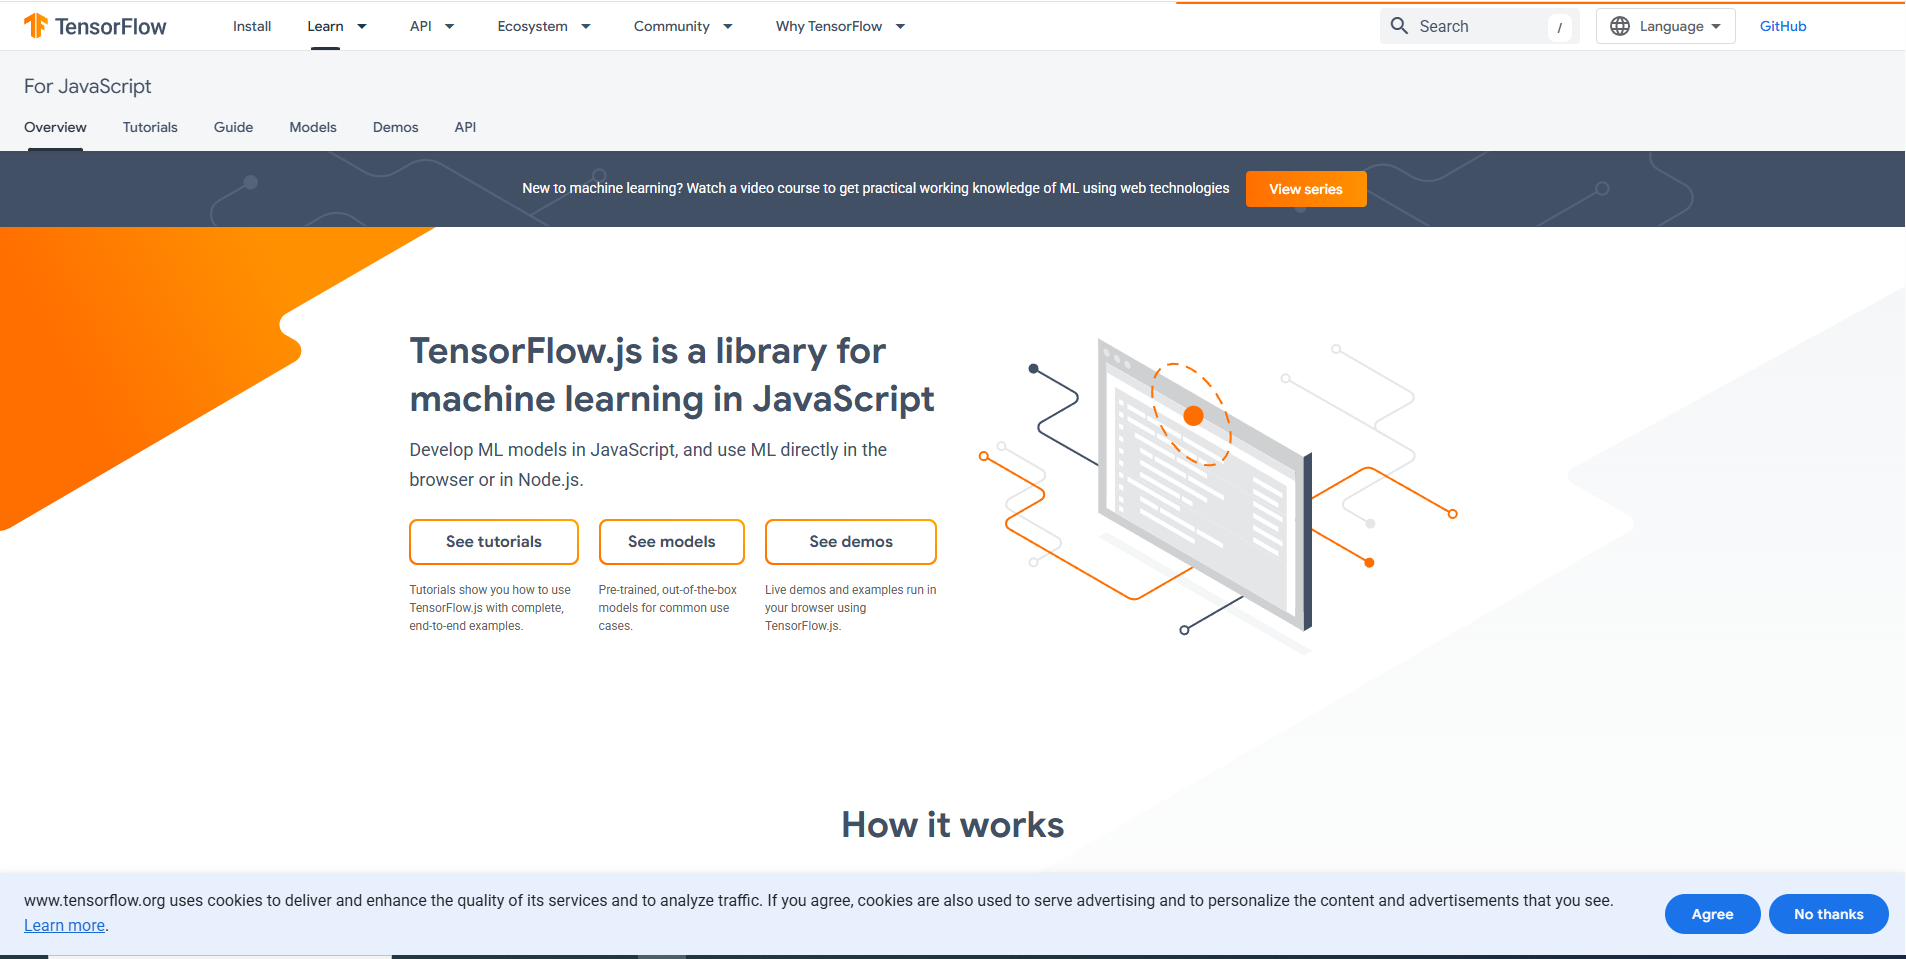 TensorFlow
Install
Learn
API
Ecosystem
Community
Why TensorFlow
Search
/
Language
GitHub
For JavaScript
Overview
Tutorials
Guide
Models
Demos
API
New to machine learning? Watch a video course to get practical working knowledge of ML using web technologies
View series
TensorFlow.js is a library for
machine learning in JavaScript
Develop ML models in JavaScript, and use ML directly in the
browser or in Node.js.
See tutorials
Tutorials show you how to use
TensorFlow.js with complete,
end-to-end examples.
See models
Pre-trained, out-of-the-box
models for common use
cases.
See demos
Live demos and examples run in
your browser using
TensorFlow.js.
How it works
www.tensorflow.org uses cookies to deliver and enhance the quality of its services and to analyze traffic. If you agree, cookies are also used to serve advertising and to personalize the content and advertisements that you see.
Learn more.
Agree
No thanks